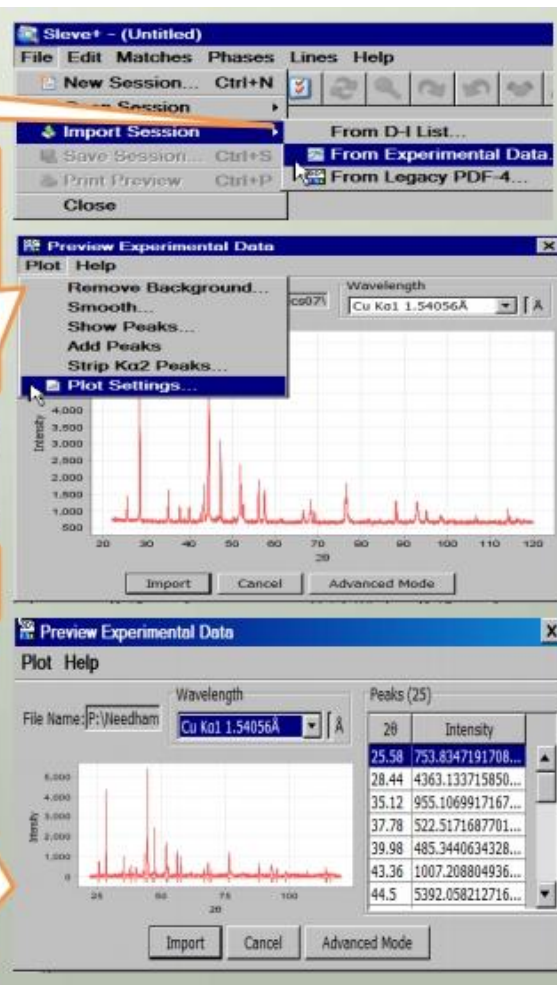 Sleve+ - (Untitled)
File Edit Matches Phases Lines Help
New Session... Ctrl+N
Open Session
Import Session
Save Session... Ctrl+S
Print Preview Ctrl+P
Close
From D-I List...
From Experimental Data.
From Legacy PDF-4...
Preview Experimental Data
Plot Help
Remove Background...
Smooth...
Show Peaks...
Add Peaks
Strip Kα2 Peaks...
Plot Settings...
cs07\
Wavelength
Cu Kα1 1.54056Å
Å
Intensity
4,000
3,500
3,000
2,500
2,000
1,500
1,000
500
20 30 40 50 60 70 80 90 100 110 120
2θ
Import Cancel Advanced Mode
Preview Experimental Data
Plot Help
File Name: P:\Needham
Wavelength
Cu Kα1 1.54056Å
Å
Intensity
5,000
4,000
3,000
2,000
1,000
0
25 50 75 100
2θ
Peaks (25)
2θ Intensity
25.58 753.8347191708...
28.44 4363.133715850...
35.12 955.1069917167...
37.78 522.5171687701...
39.98 485.3440634328...
43.36 1007.208804936...
44.5 5392.058212716...
Import Cancel Advanced Mode